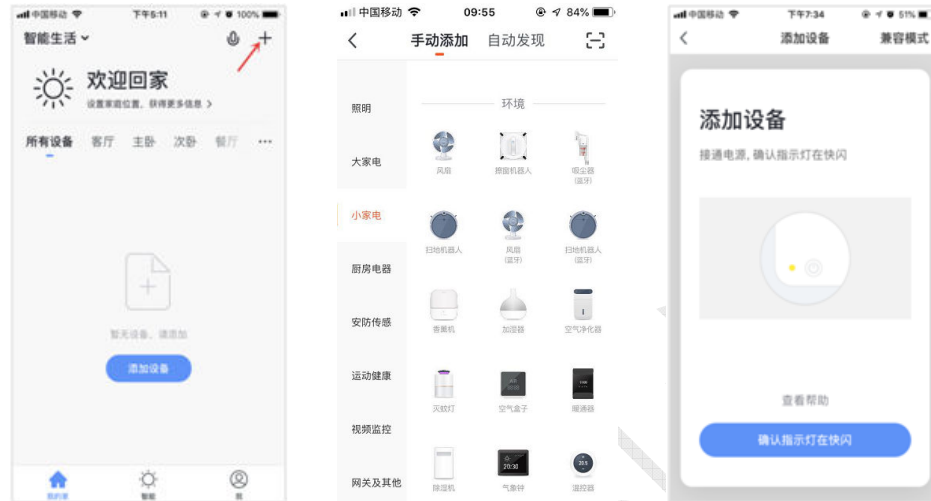 中国移动 下午5:11 100%
智能生活
欢迎回家
设置家庭位置，获得更多信息 >
所有设备 客厅 主卧 次卧 餐厅 ...
暂无设备，请添加
添加设备
我的家 智能 我
中国移动 09:55 84%
手动添加 自动发现
照明
大家电
小家电
厨房电器
安防传感
运动健康
视频监控
网关及其他
环境
风扇 擦窗机器人 吸尘器
(蓝牙)
扫地机器人 风扇 扫地机器人
(蓝牙) (蓝牙)
香薰机 加湿器 空气净化器
灭蚊灯 空气盒子 暖通器
20:30
除湿机 气象钟 温控器
中国移动 下午7:34 51%
添加设备 兼容模式
添加设备
接通电源，确认指示灯在快闪
查看帮助
确认指示灯在快闪